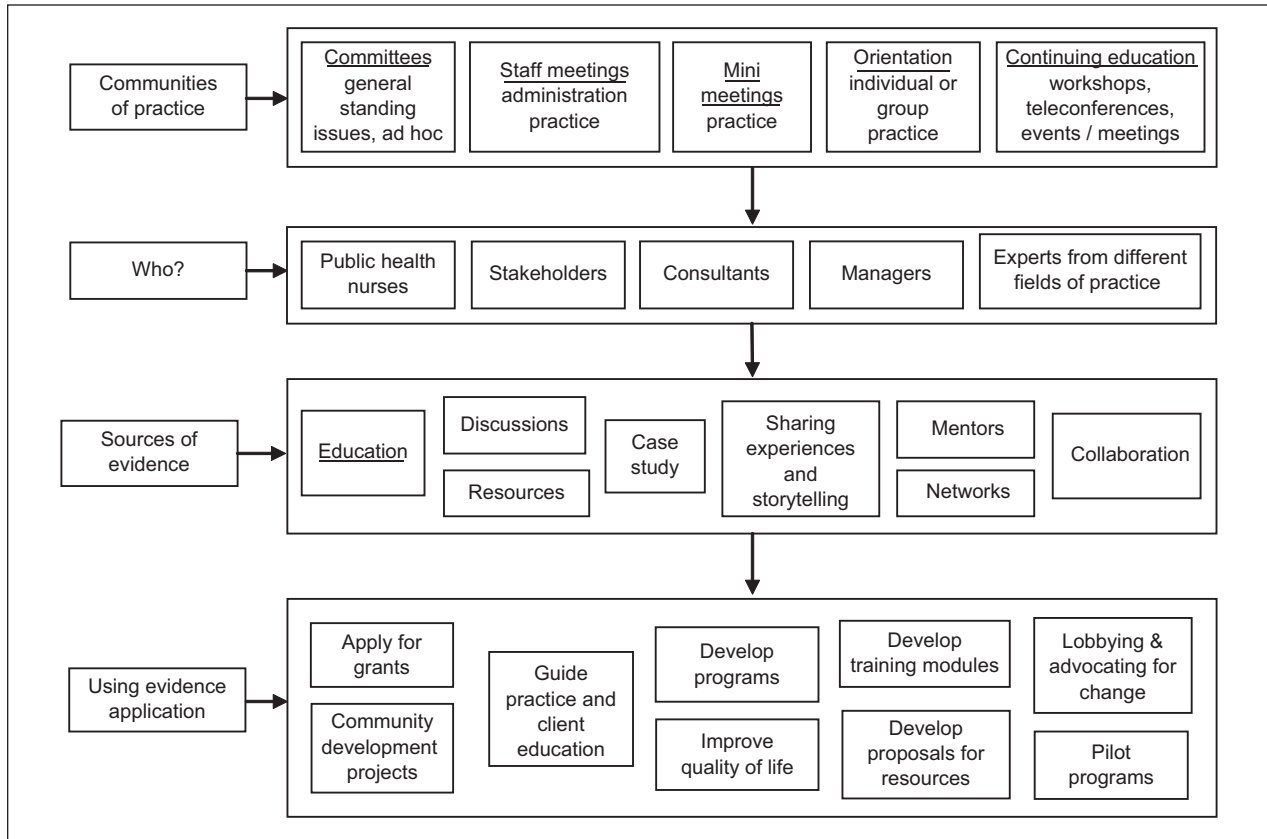 Communities
of practice
Committees
general
standing
issues, ad hoc
Staff meetings
administration
practice
Mini
meetings
practice
Orientation
individual or
group
practice
Continuing education
workshops,
teleconferences,
events / meetings
Who?
Public health
nurses
Stakeholders
Consultants
Managers
Experts from different
fields of practice
Sources of
evidence
Education
Discussions
Resources
Case
study
Sharing
experiences
and
storytelling
Mentors
Networks
Collaboration
Using evidence
application
Apply for
grants
Community
development
projects
Guide
practice and
client
education
Develop
programs
Improve
quality of life
Develop
training modules
Develop
proposals for
resources
Lobbying &
advocating for
change
Pilot
programs